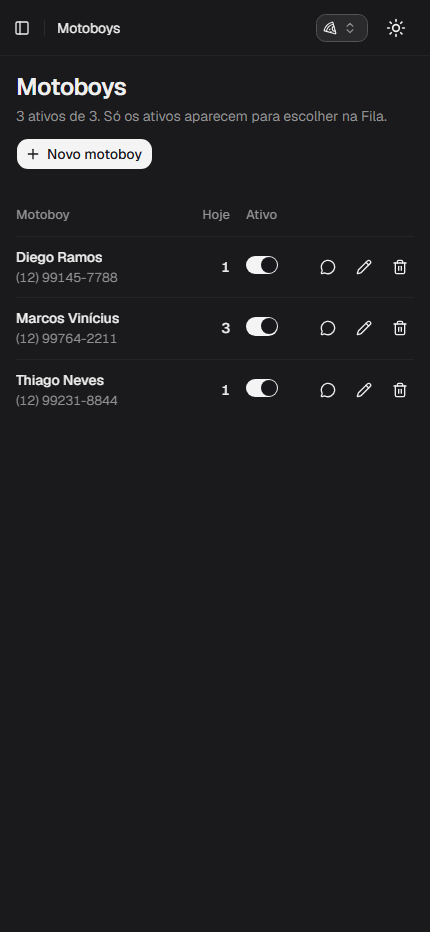 Motoboys
Motoboys
3 ativos de 3. Só os ativos aparecem para escolher na Fila.
Novo motoboy
Motoboy Hoje Ativo
Diego Ramos
(12) 99145-7788
1
Marcos Vinícius
(12) 99764-2211
3
Thiago Neves
(12) 99231-8844
1